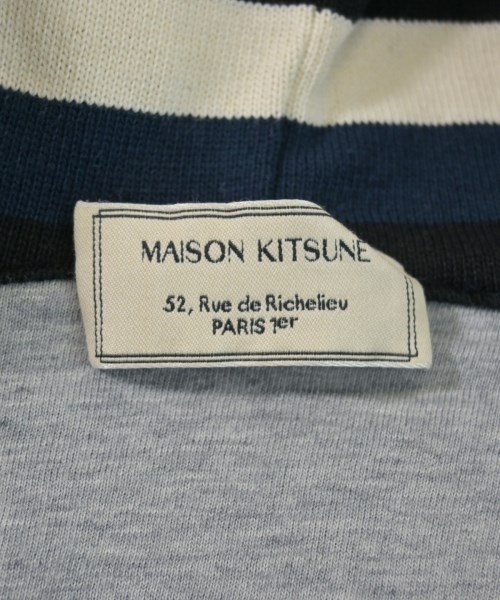 MAISON KITSUNE
52, Rue de Richelieu
PARIS 1er